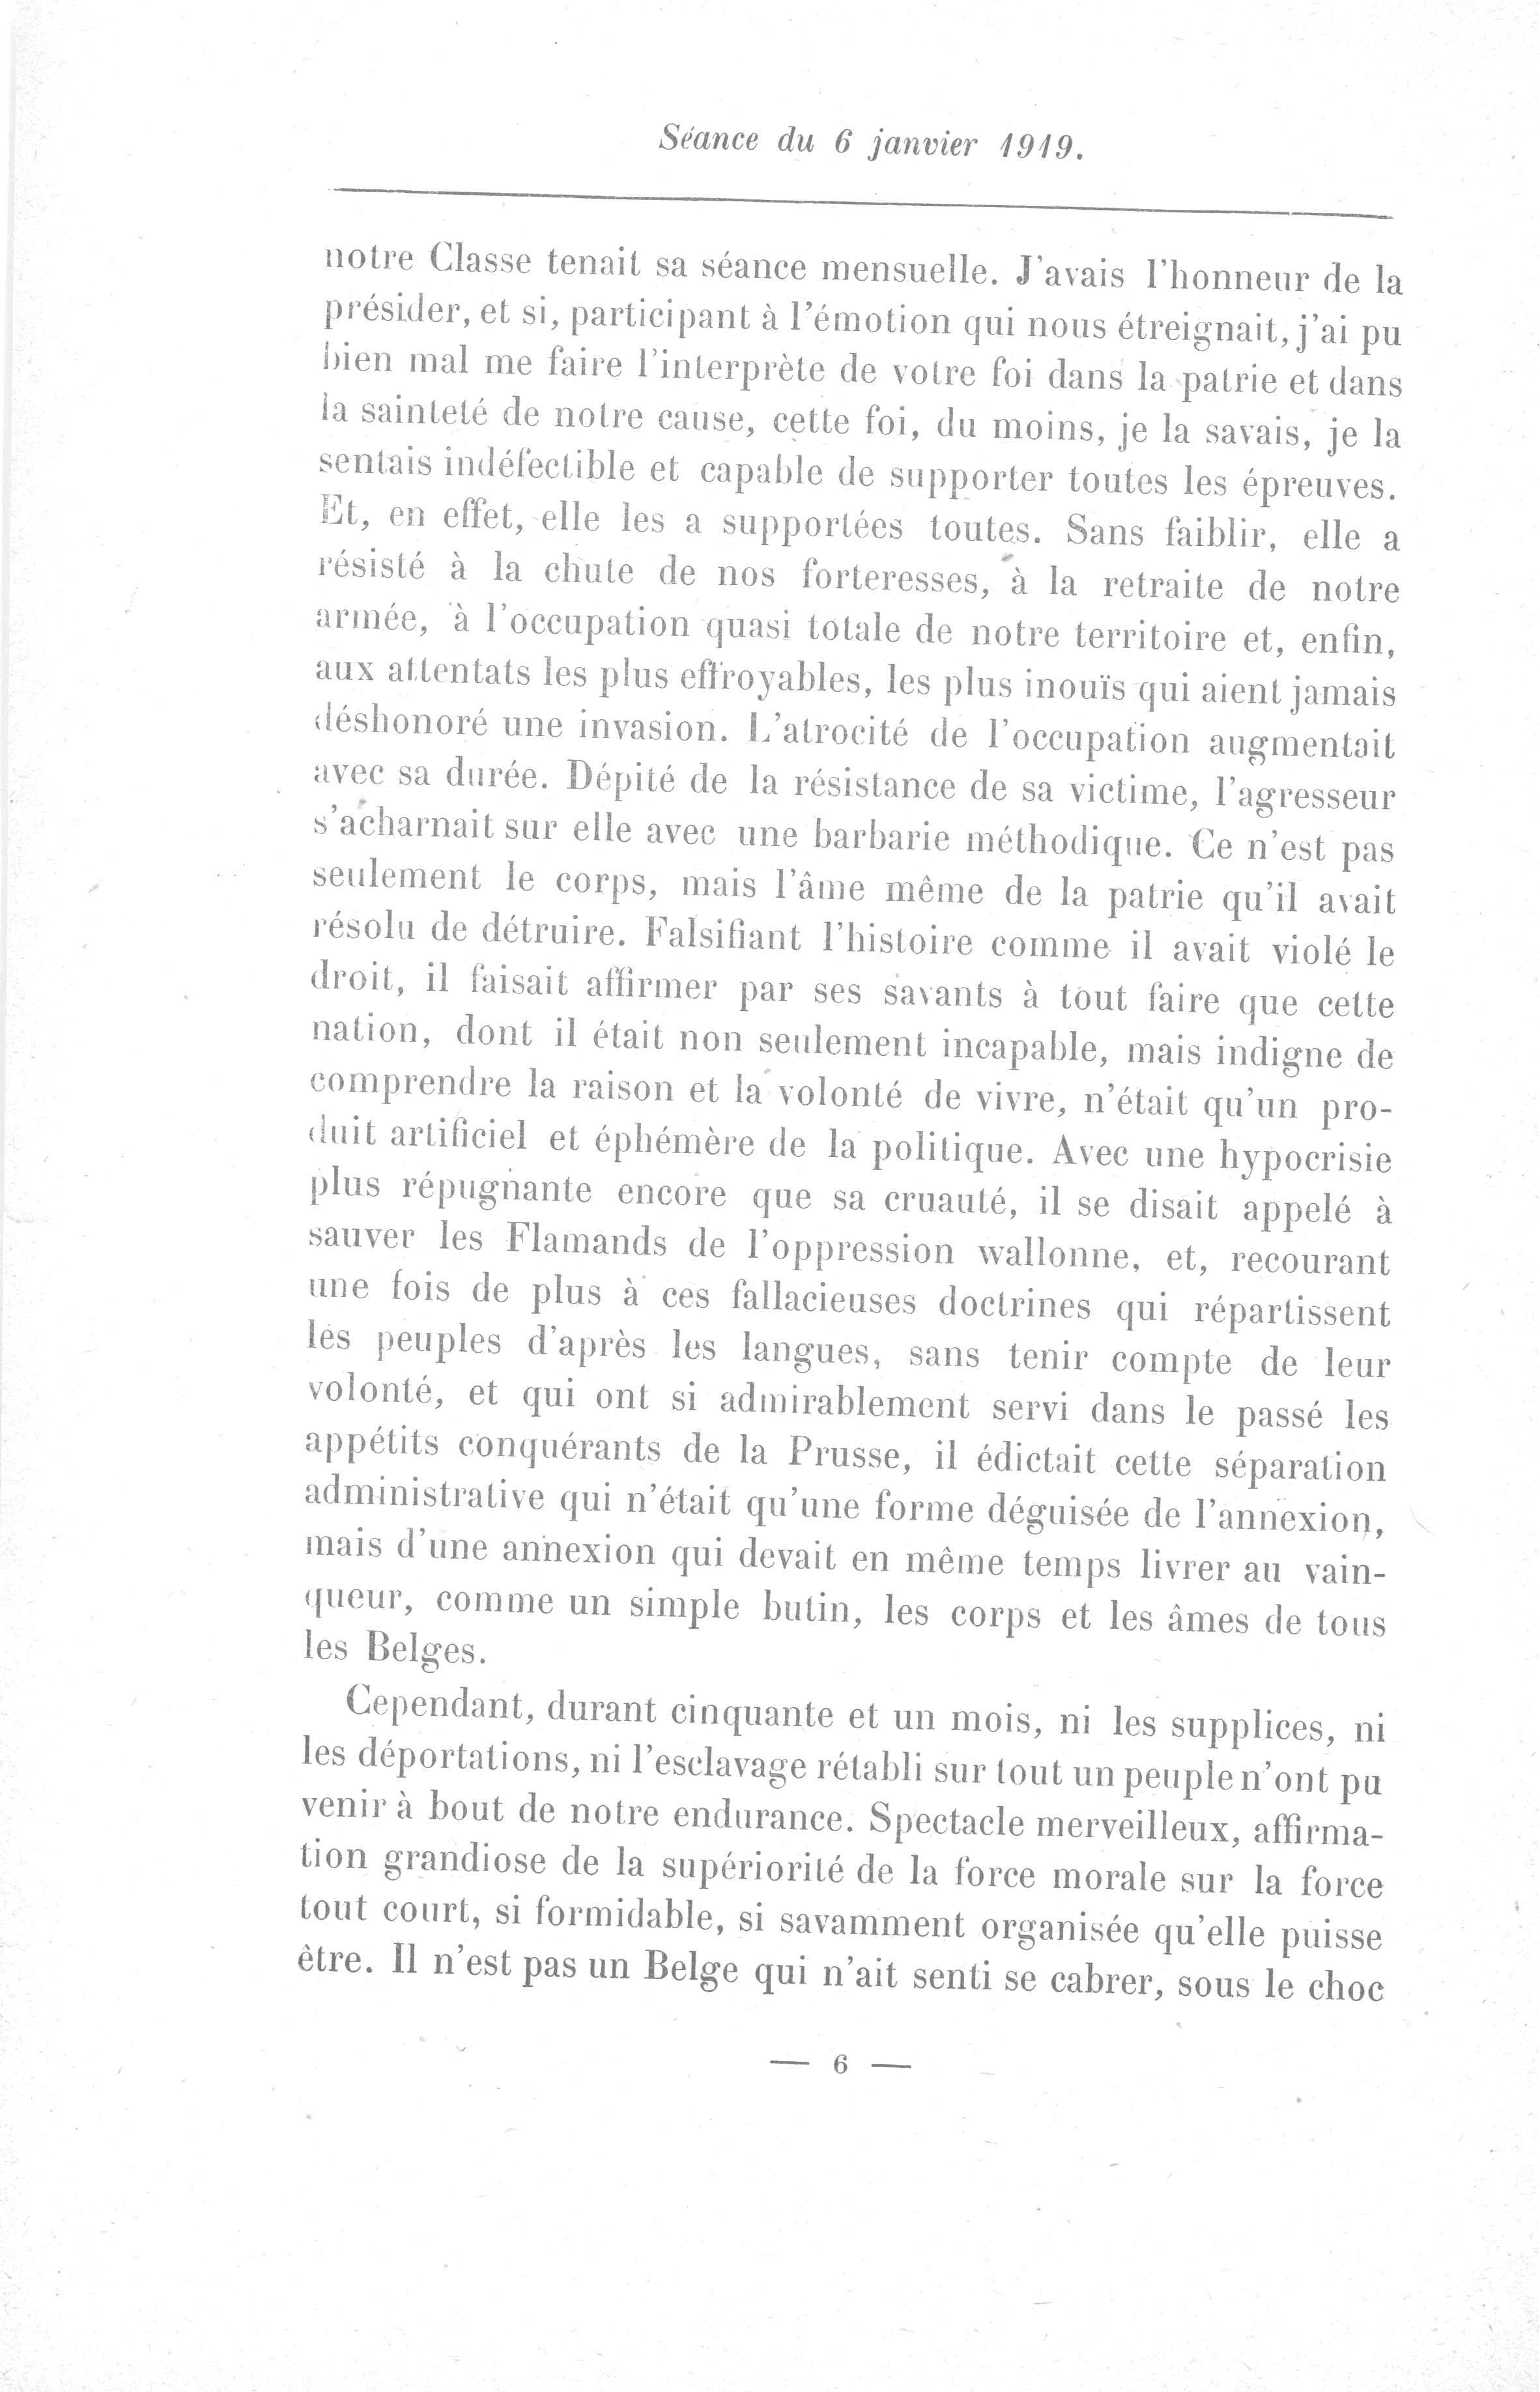 Séance du 6 janvier 1919.
notre Classe tenait sa séance mensuelle. J'avais l'honneur de la
présider, et si, participant à l'émotion qui nous étreignait, j'ai pu
bien mal me faire l'interprète de votre foi dans la patrie et dans
la sainteté de notre cause, cette foi, du moins, je la savais, je la
sentais indéfectible et capable de supporter toutes les épreuves.
Et, en effet, elle les a supportées toutes. Sans faiblir, elle a
résisté à la chute de nos forteresses, à la retraite de notre
armée, à l'occupation quasi totale de notre territoire et, enfin,
aux attentats les plus effroyables, les plus inouïs qui aient jamais
déshonoré une invasion. L'atrocité de l'occupation augmentait
avec sa durée. Dépité de la résistance de sa victime, l'agresseur
s'acharnait sur elle avec une barbarie méthodique. Ce n'est pas
seulement le corps, mais l'âme même de la patrie qu'il avait
résolu de détruire. Falsifiant l'histoire comme il avait violé le
droit, il faisait affirmer par ses savants à tout faire que cette
nation, dont il était non seulement incapable, mais indigne de
comprendre la raison et la volonté de vivre, n'était qu'un pro-
duit artificiel et éphémère de la politique. Avec une hypocrisie
plus répugnante encore que sa cruauté, il se disait appelé à
sauver les Flamands de l'oppression wallonne, et, recourant
une fois de plus à ces fallacieuses doctrines qui répartissent
les peuples d'après les langues, sans tenir compte de leur
volonté, et qui ont si admirablement servi dans le passé les
appétits conquérants de la Prusse, il édictait cette séparation
administrative qui n'était qu'une forme déguisée de l'annexion,
mais d'une annexion qui devait en même temps livrer au vain-
queur, comme un simple butin, les corps et les âmes de tous
les Belges.
Cependant, durant cinquante et un mois, ni les supplices, ni
les déportations, ni l'esclavage rétabli sur tout un peuple n'ont pu
venir à bout de notre endurance. Spectacle merveilleux, affirma-
tion grandiose de la supériorité de la force morale sur la force
tout court, si formidable, si savamment organisée qu'elle puisse
être. Il n'est pas un Belge qui n'ait senti se cabrer, sous le choc
— 6 —